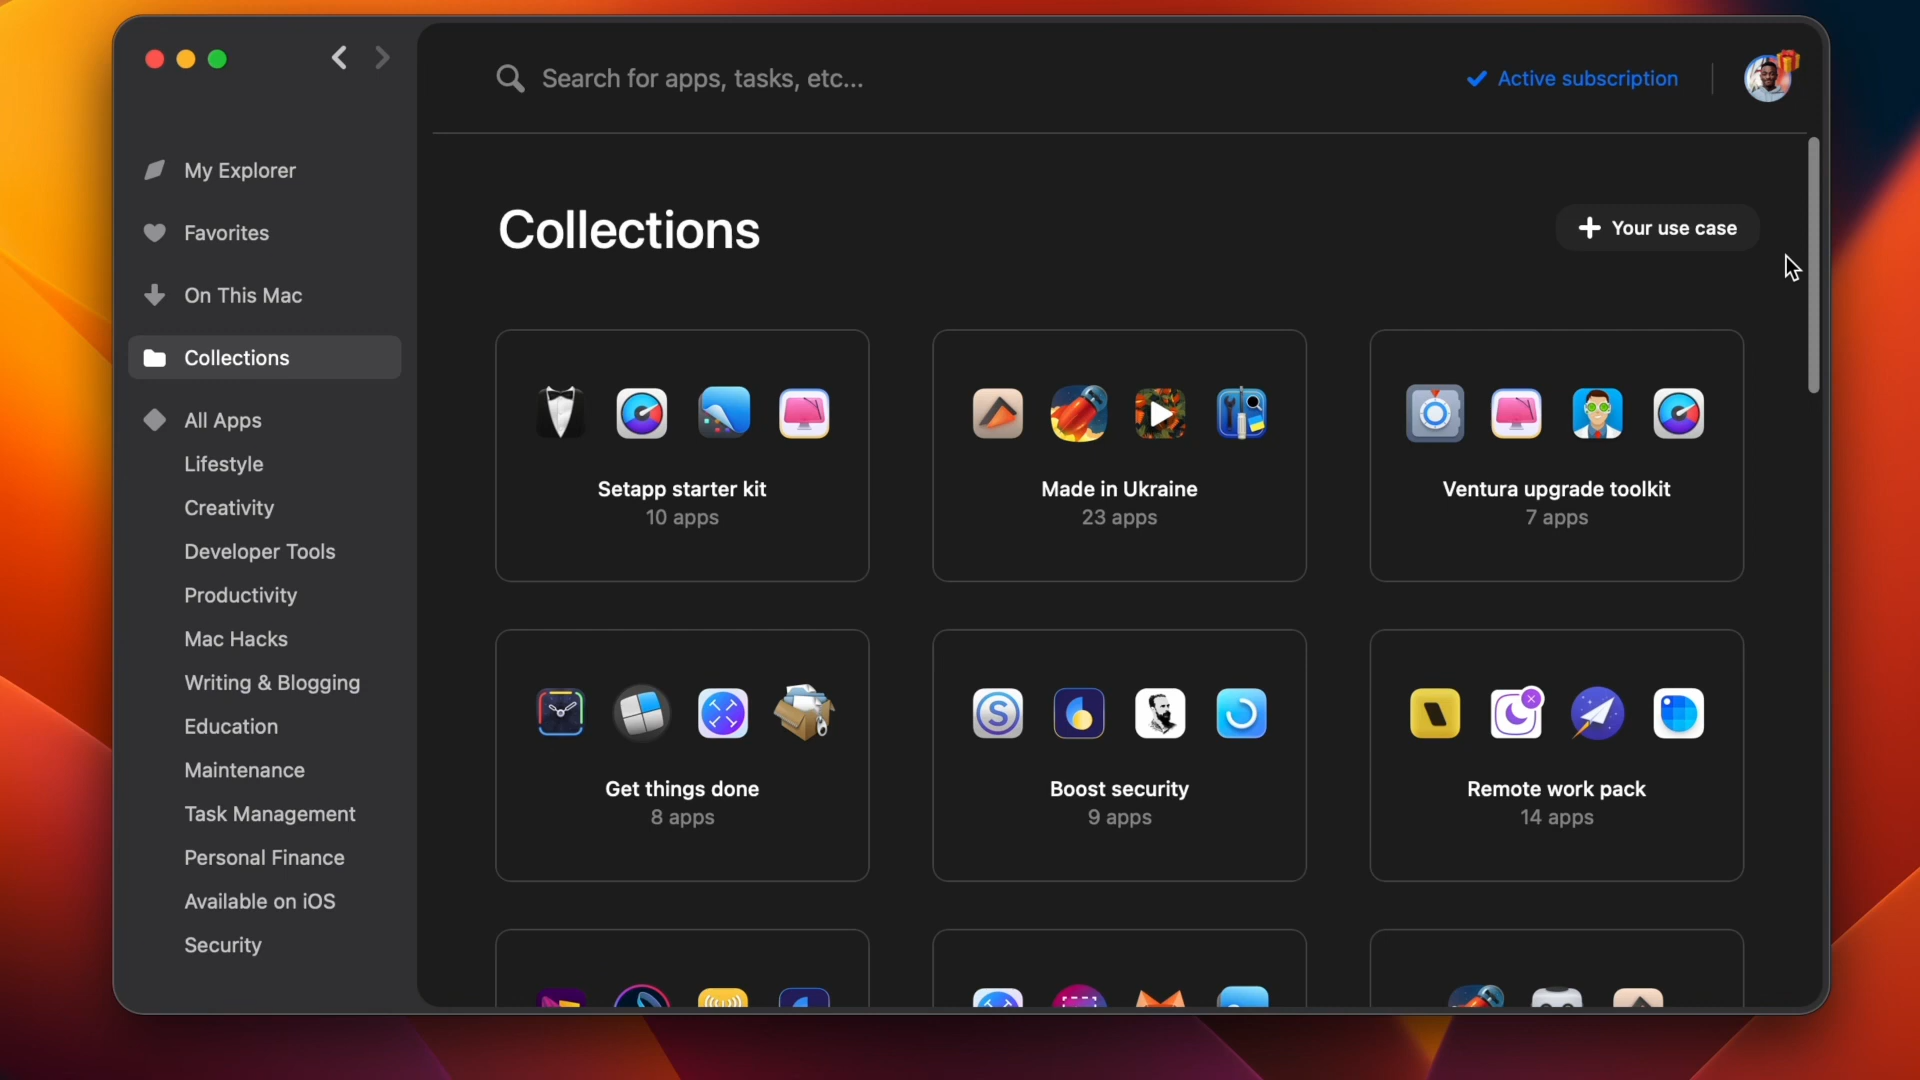 Search for apps, tasks, etc...
Active subscription
My Explorer
Favorites
On This Mac
Collections
All Apps
Lifestyle
Creativity
Developer Tools
Productivity
Mac Hacks
Writing & Blogging
Education
Maintenance
Task Management
Personal Finance
Available on iOS
Security
Collections
Your use case
Setapp starter kit
10 apps
Made in Ukraine
23 apps
Ventura upgrade toolkit
7 apps
Get things done
8 apps
Boost security
9 apps
Remote work pack
14 apps